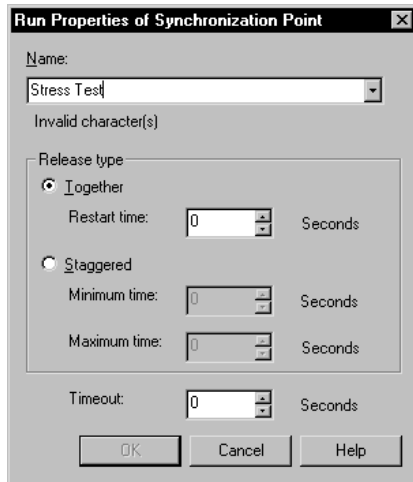 Run Properties of Synchronization Point
Name:
Stress Test
Invalid character(s)
Release type
Together
Restart time: 0 Seconds
Staggered
Minimum time: 0 Seconds
Maximum time: 0 Seconds
Timeout: 0 Seconds
OK Cancel Help